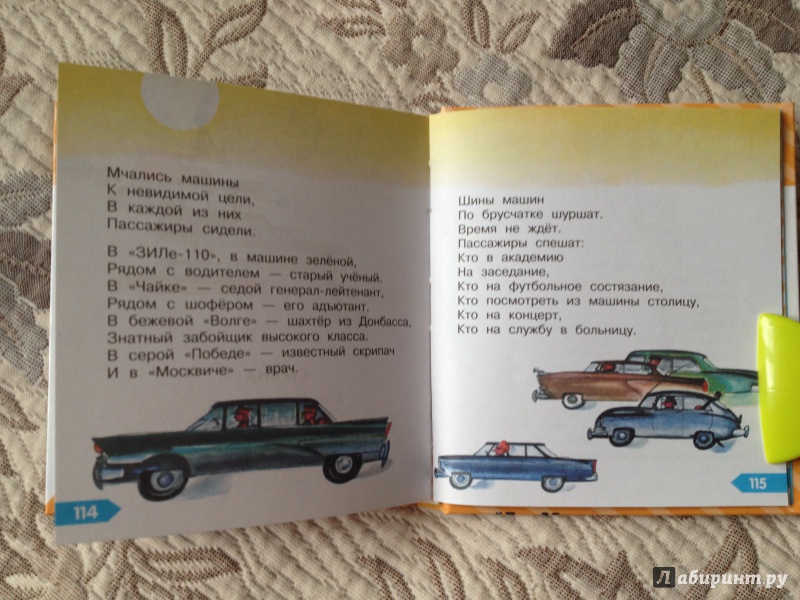 Мчались машины
К невидимой цели,
В каждой из них
Пассажиры сидели.
В «ЗИЛе-110», в машине зелёной,
Рядом с водителем — старый учёный.
В «Чайке» — седой генерал-лейтенант,
Рядом с шофёром — его адъютант.
В бежевой «Волге» — шахтёр из Донбасса,
Знатный забойщик высокого класса.
В серой «Победе» — известный скрипач
И в «Москвиче» — врач.
114
Шины машин
По брусчатке шуршат.
Время не ждёт.
Пассажиры спешат:
Кто в академию
На заседание,
Кто на футбольное состязание,
Кто посмотреть из машины столицу,
Кто на концерт,
Кто на службу в больницу.
115
Лабиринт.ру